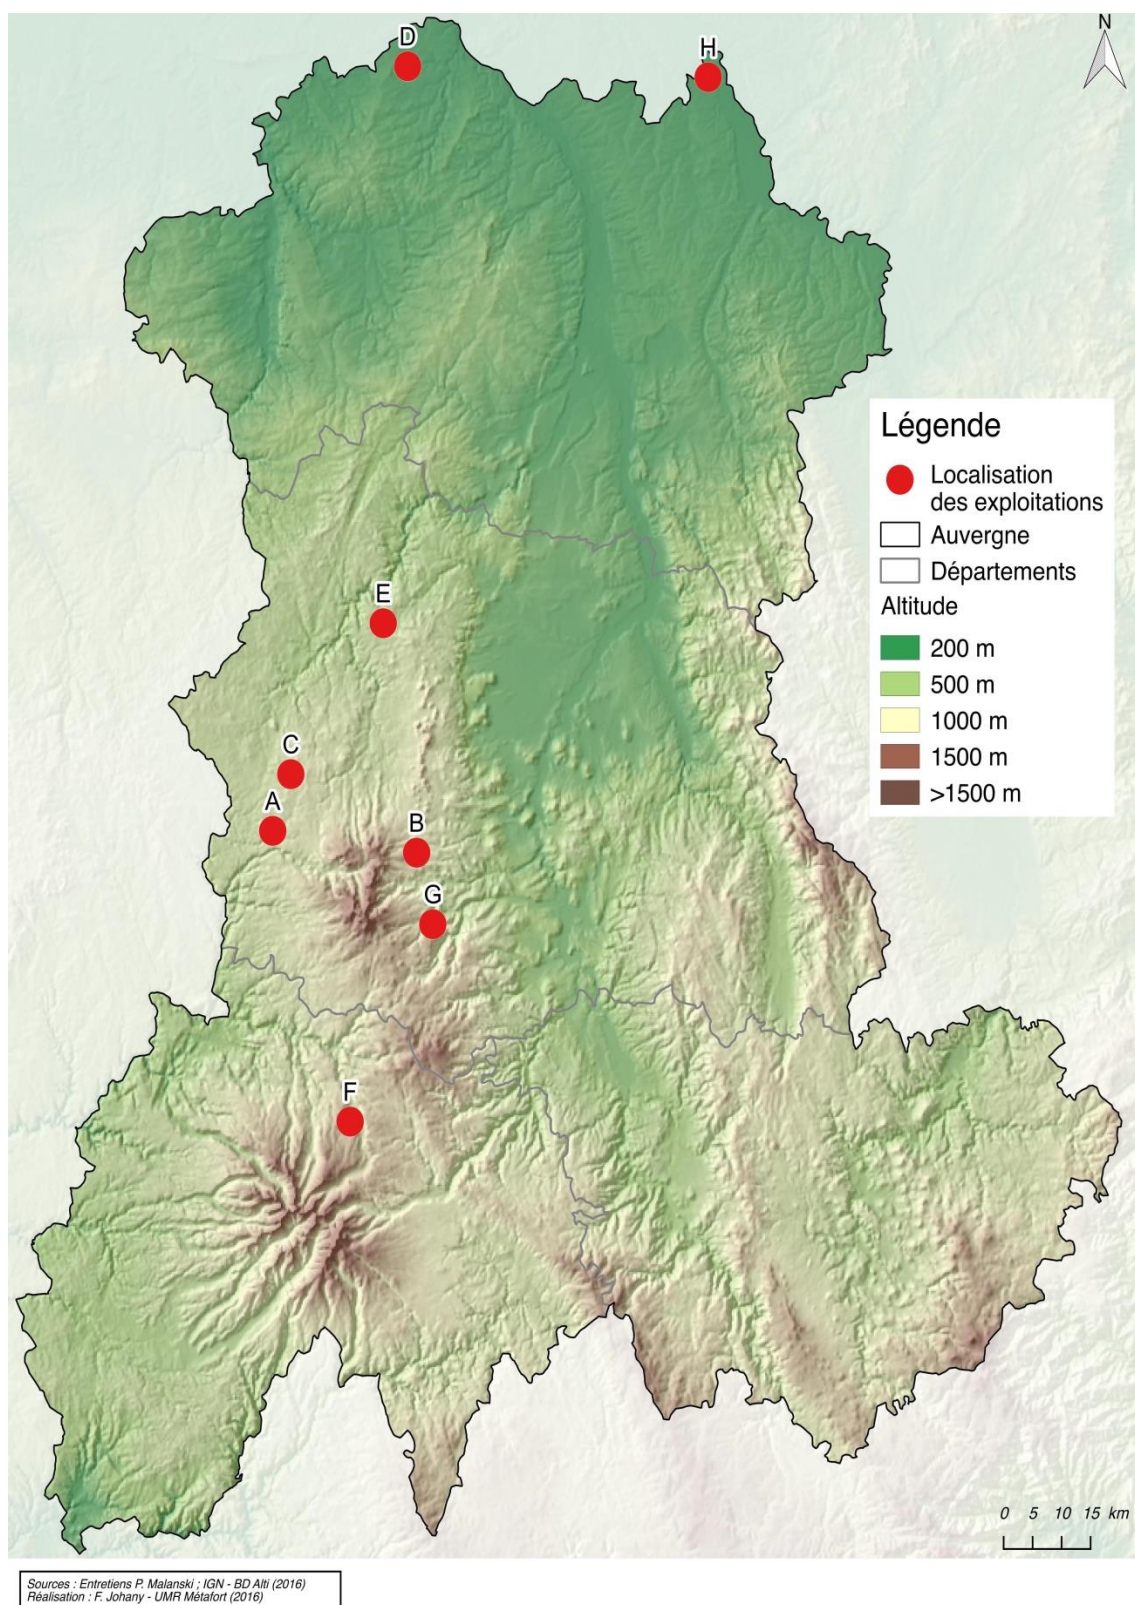 D
H
N
Légende
Localisation
des exploitations
Auvergne
Départements
Altitude
200 m
500 m
1000 m
1500 m
>1500 m
E
C
A
B
G
F
0 5 10 15 km
Sources : Entretiens P. Malanski ; IGN - BD Alti (2016)
Réalisation : F. Johany - UMR Métafort (2016)